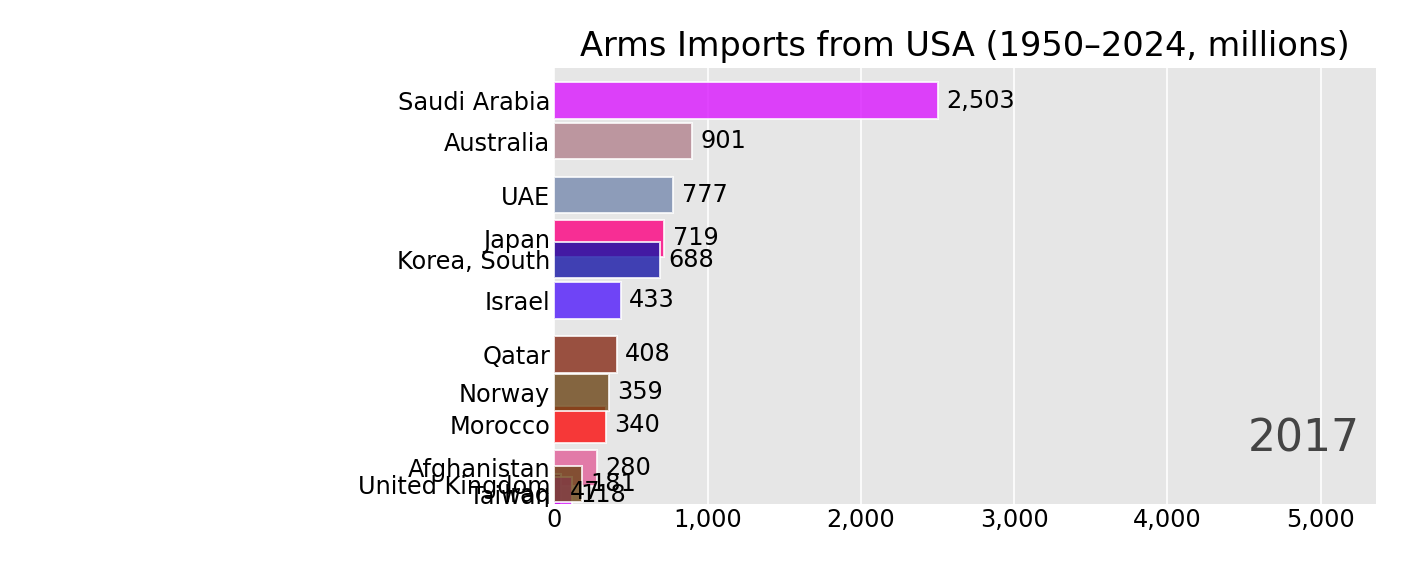 Arms Imports from USA (1950–2024, millions)
Saudi Arabia 2,503
Australia 901
UAE 777
Japan 719
Korea, South 688
Israel 433
Qatar 408
Norway 359
Morocco 340
2017
Afghanistan 280
United Kingdom 181
Taiwan 118
0 1,000 2,000 3,000 4,000 5,000